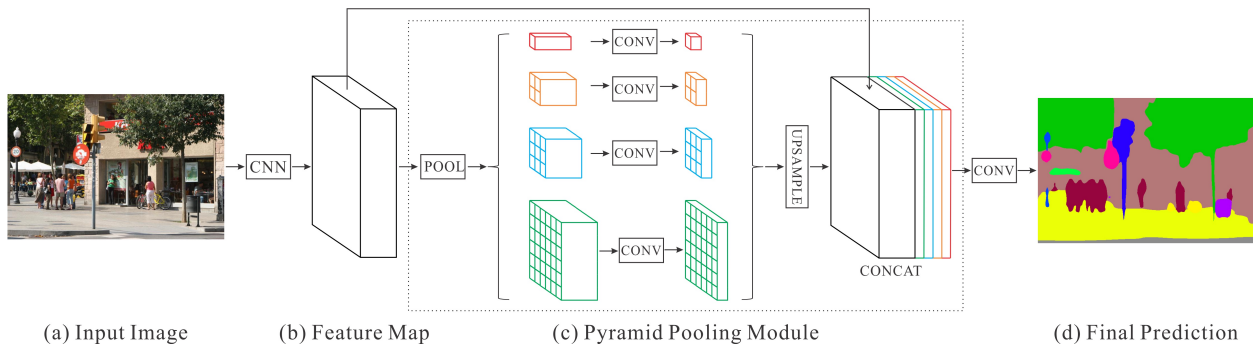 CONV
CONV
CONV
CONV
CNN
POOL
UPSAMPLE
CONCAT
CONV
(a) Input Image
(b) Feature Map
(c) Pyramid Pooling Module
(d) Final Prediction